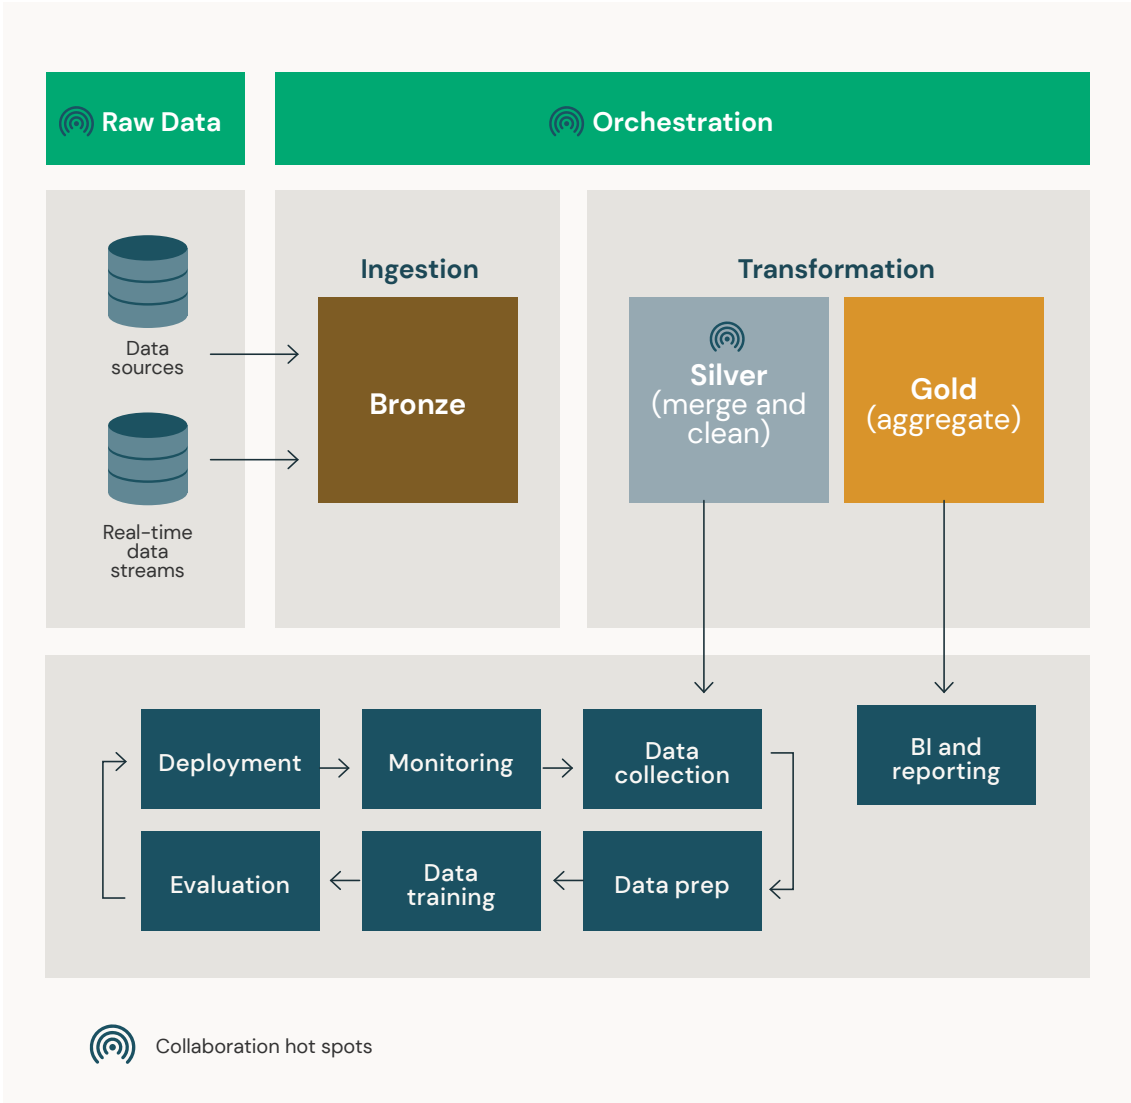 Raw Data
Orchestration
Data
sources
Real-time
data
streams
Ingestion
Bronze
Transformation
Silver
(merge and
clean)
Gold
(aggregate)
Deployment
Monitoring
Data
collection
BI and
reporting
Evaluation
Data
training
Data prep
Collaboration hot spots